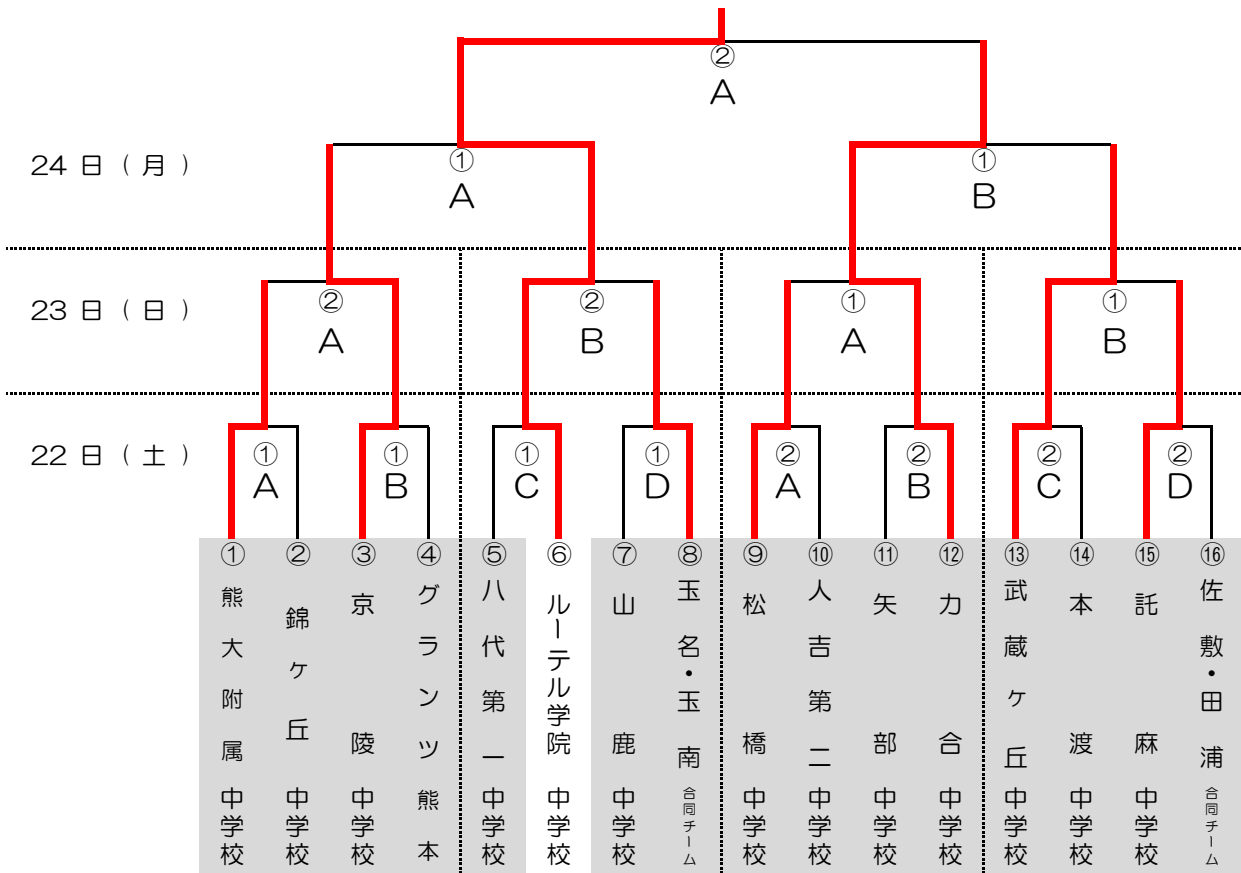 ②
A
24日(月)
①
A
①
B
23日(日)
②
A
②
B
①
A
①
B
22日(土)
①
A
①
B
①
C
①
D
②
A
②
B
②
C
②
D
①
熊大附属中学校
②
錦ヶ丘中学校
③
京陵中学校
④
グランツ熊本
⑤
八代第一中学校
⑥
ルーテル学院中学校
⑦
山鹿中学校
⑧
玉名・玉南合同チーム
⑨
松橋中学校
⑩
人吉第二中学校
⑪
矢部中学校
⑫
力合中学校
⑬
武蔵ヶ丘中学校
⑭
本渡中学校
⑮
託麻中学校
⑯
佐敷・田浦合同チーム